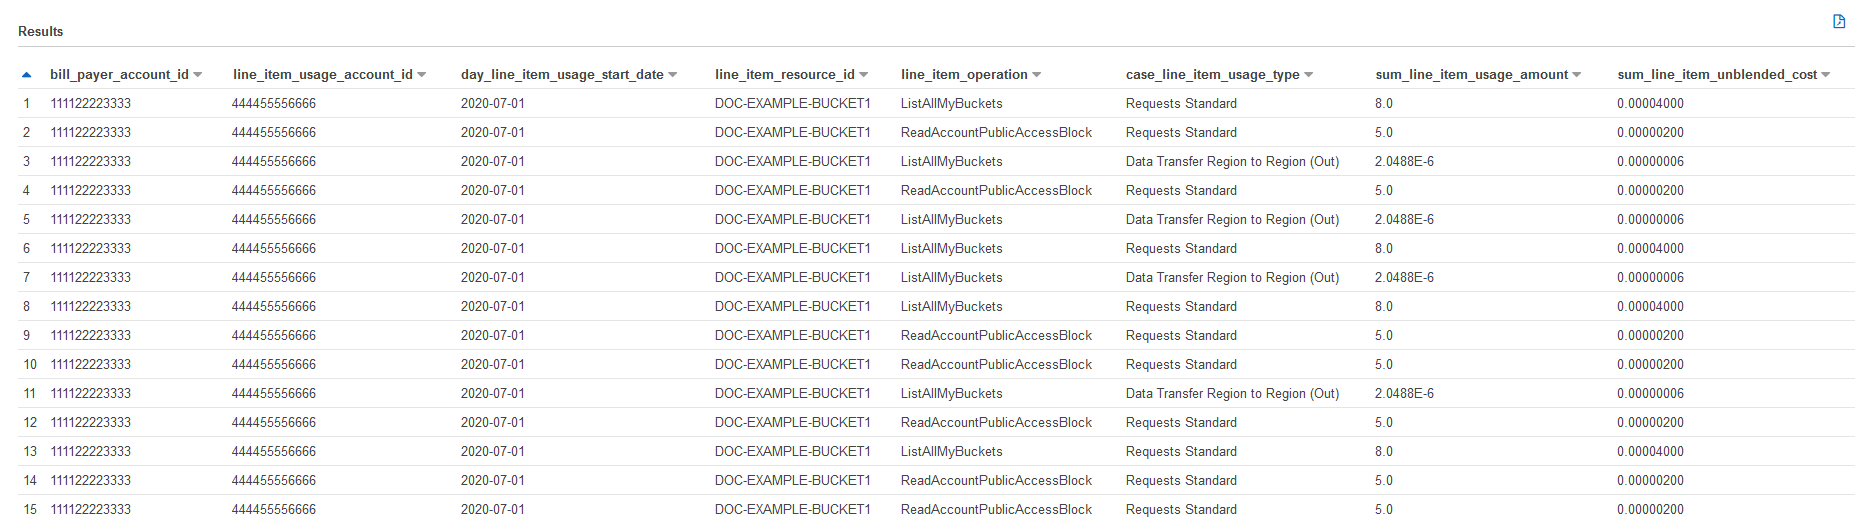 Results
bill_payer_account_id line_item_usage_account_id day_line_item_usage_start_date line_item_resource_id line_item_operation case_line_item_usage_type sum_line_item_usage_amount sum_line_item_unblended_cost
1 111122223333 444455556666 2020-07-01 DOC-EXAMPLE-BUCKET1 ListAllMyBuckets Requests Standard 8.0 0.00004000
2 111122223333 444455556666 2020-07-01 DOC-EXAMPLE-BUCKET1 ReadAccountPublicAccessBlock Requests Standard 5.0 0.00000200
3 111122223333 444455556666 2020-07-01 DOC-EXAMPLE-BUCKET1 ListAllMyBuckets Data Transfer Region to Region (Out) 2.0488E-6 0.00000006
4 111122223333 444455556666 2020-07-01 DOC-EXAMPLE-BUCKET1 ReadAccountPublicAccessBlock Requests Standard 5.0 0.00000200
5 111122223333 444455556666 2020-07-01 DOC-EXAMPLE-BUCKET1 ListAllMyBuckets Data Transfer Region to Region (Out) 2.0488E-6 0.00000006
6 111122223333 444455556666 2020-07-01 DOC-EXAMPLE-BUCKET1 ListAllMyBuckets Requests Standard 8.0 0.00004000
7 111122223333 444455556666 2020-07-01 DOC-EXAMPLE-BUCKET1 ListAllMyBuckets Data Transfer Region to Region (Out) 2.0488E-6 0.00000006
8 111122223333 444455556666 2020-07-01 DOC-EXAMPLE-BUCKET1 ListAllMyBuckets Requests Standard 8.0 0.00004000
9 111122223333 444455556666 2020-07-01 DOC-EXAMPLE-BUCKET1 ReadAccountPublicAccessBlock Requests Standard 5.0 0.00000200
10 111122223333 444455556666 2020-07-01 DOC-EXAMPLE-BUCKET1 ReadAccountPublicAccessBlock Requests Standard 5.0 0.00000200
11 111122223333 444455556666 2020-07-01 DOC-EXAMPLE-BUCKET1 ListAllMyBuckets Data Transfer Region to Region (Out) 2.0488E-6 0.00000006
12 111122223333 444455556666 2020-07-01 DOC-EXAMPLE-BUCKET1 ReadAccountPublicAccessBlock Requests Standard 5.0 0.00000200
13 111122223333 444455556666 2020-07-01 DOC-EXAMPLE-BUCKET1 ListAllMyBuckets Requests Standard 8.0 0.00004000
14 111122223333 444455556666 2020-07-01 DOC-EXAMPLE-BUCKET1 ReadAccountPublicAccessBlock Requests Standard 5.0 0.00000200
15 111122223333 444455556666 2020-07-01 DOC-EXAMPLE-BUCKET1 ReadAccountPublicAccessBlock Requests Standard 5.0 0.00000200